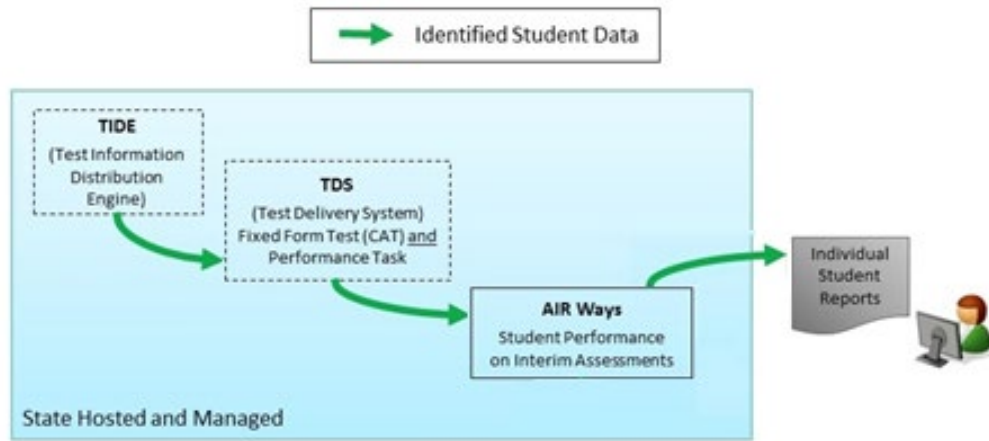 Identified Student Data
TIDE
(Test Information
Distribution
Engine)
TDS
(Test Delivery System)
Fixed Form Test (CAT) and
Performance Task
AIR Ways
Student Performance
on Interim Assessments
Individual
Student
Reports
State Hosted and Managed